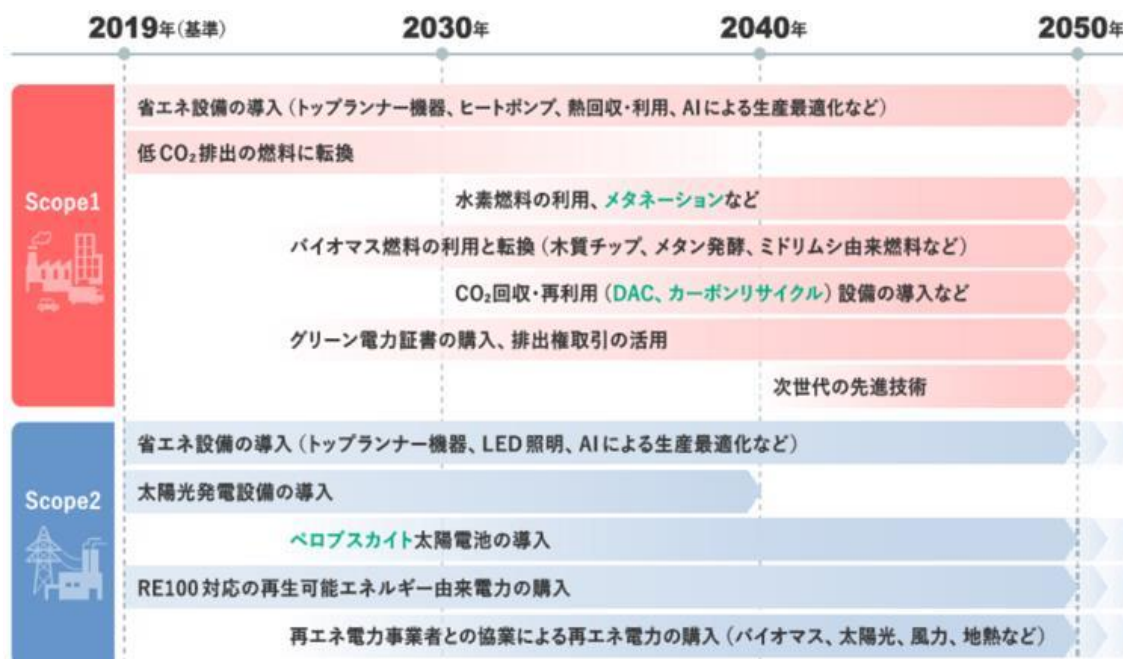 2019年(基準) 2030年 2040年 2050年
Scope1
省エネ設備の導入（トップランナー機器、ヒートポンプ、熱回収・利用、AIによる生産最適化など）
低CO₂排出の燃料に転換
水素燃料の利用、メタネーションなど
バイオマス燃料の利用と転換（木質チップ、メタン発酵、ミドリムシ由来燃料など）
CO₂回収・再利用（DAC、カーボンリサイクル）設備の導入など
グリーン電力証書の購入、排出権取引の活用
次世代の先進技術
Scope2
省エネ設備の導入（トップランナー機器、LED照明、AIによる生産最適化など）
太陽光発電設備の導入
ペロブスカイト太陽電池の導入
RE100対応の再生可能エネルギー由来電力の購入
再エネ電力事業者との協業による再エネ電力の購入（バイオマス、太陽光、風力、地熱など）